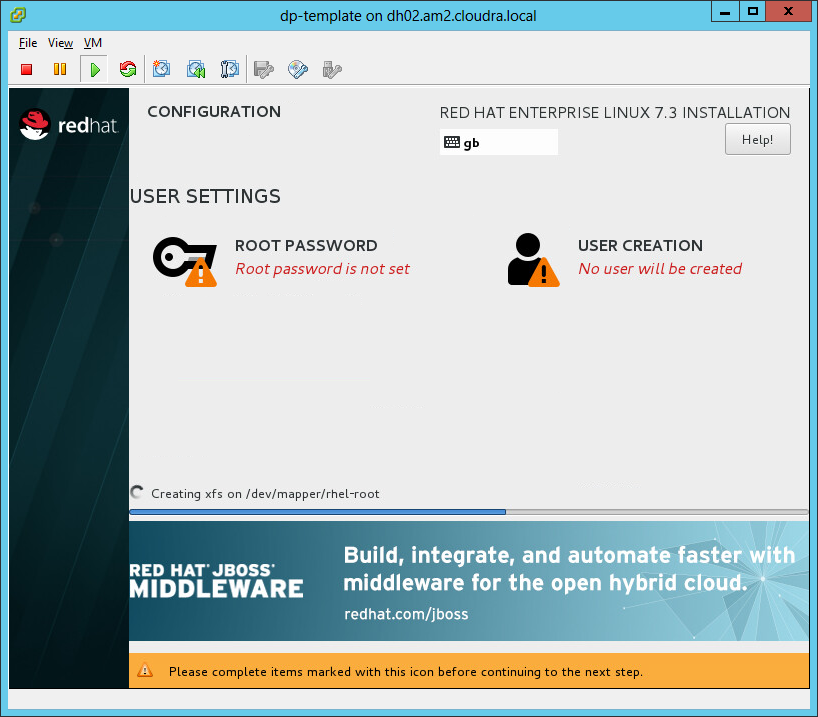 dp-template on dh02.am2.cloudra.local
File View VM
redhat.
CONFIGURATION
RED HAT ENTERPRISE LINUX 7.3 INSTALLATION
gb
Help!
USER SETTINGS
ROOT PASSWORD
Root password is not set
USER CREATION
No user will be created
Creating xfs on /dev/mapper/rhel-root
RED HAT® JBOSS®
MIDDLEWARE
Build, integrate, and automate faster with
middleware for the open hybrid cloud.
redhat.com/jboss
Please complete items marked with this icon before continuing to the next step.